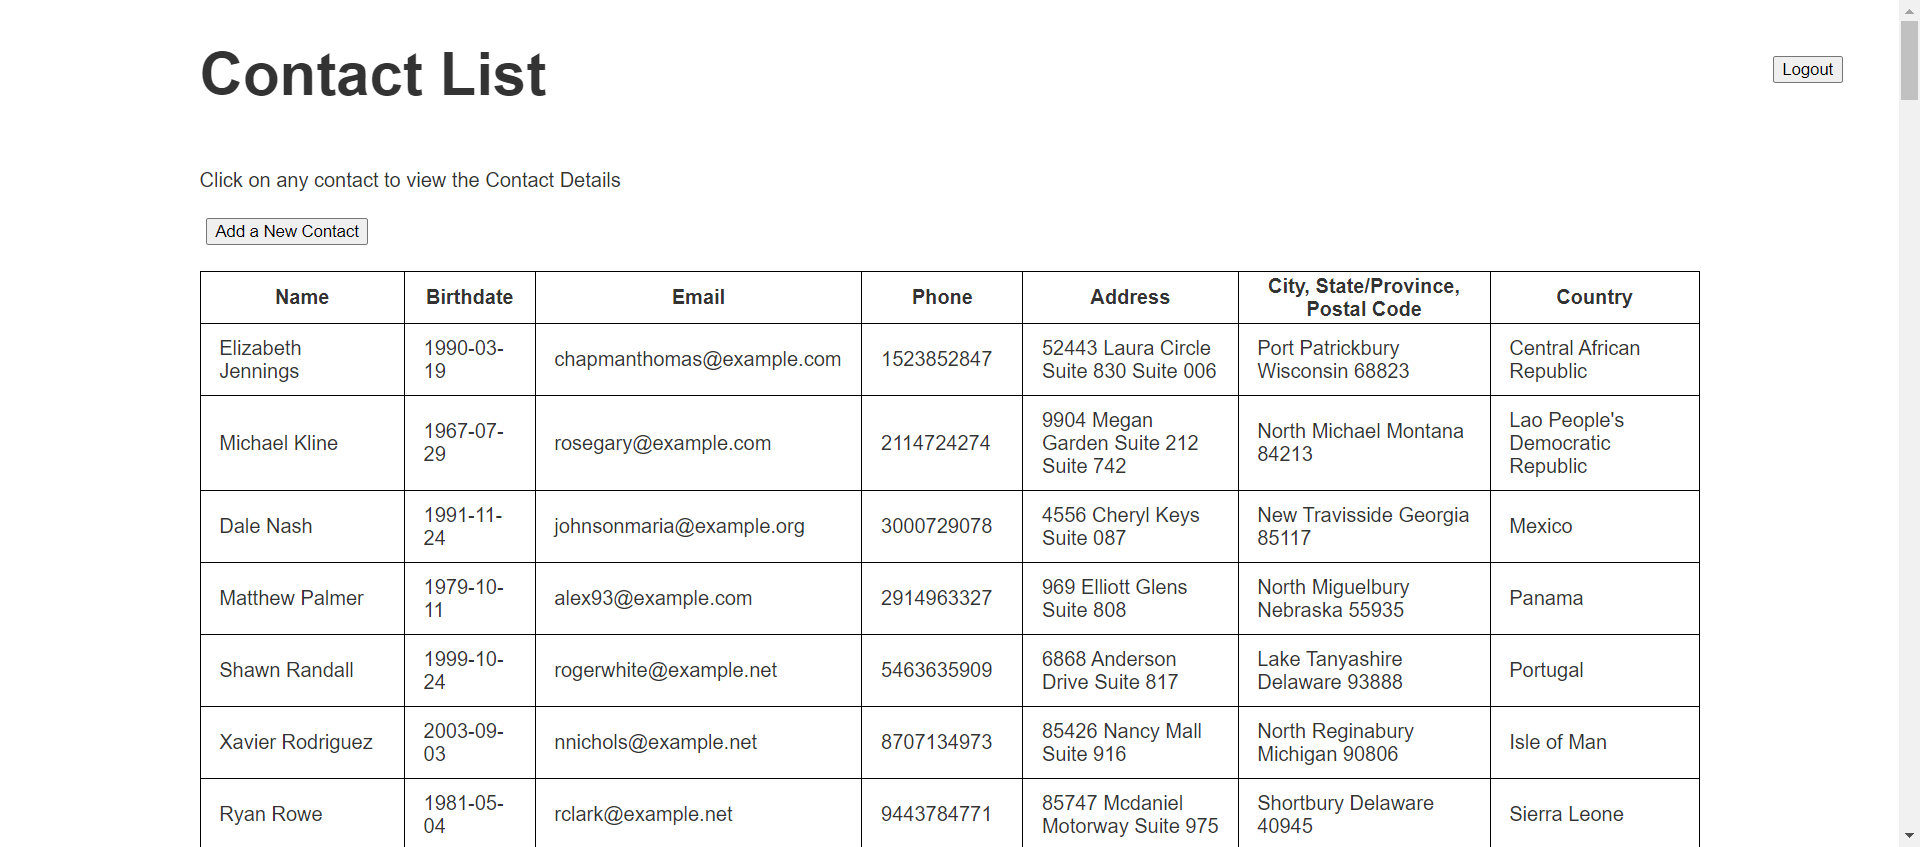 Contact List
Logout
Click on any contact to view the Contact Details
Add a New Contact
Name Birthdate Email Phone Address City, State/Province, Postal Code Country
Elizabeth Jennings 1990-03-19 chapmanthomas@example.com 1523852847 52443 Laura Circle Suite 830 Suite 006 Port Patrickbury Wisconsin 68823 Central African Republic
Michael Kline 1967-07-29 rosegary@example.com 2114724274 9904 Megan Garden Suite 212 Suite 742 North Michael Montana 84213 Lao People's Democratic Republic
Dale Nash 1991-11-24 johnsonmaria@example.org 3000729078 4556 Cheryl Keys Suite 087 New Travisside Georgia 85117 Mexico
Matthew Palmer 1979-10-11 alex93@example.com 2914963327 969 Elliott Glens Suite 808 North Miguelbury Nebraska 55935 Panama
Shawn Randall 1999-10-24 rogerwhite@example.net 5463635909 6868 Anderson Drive Suite 817 Lake Tanyashire Delaware 93888 Portugal
Xavier Rodriguez 2003-09-03 nnichols@example.net 8707134973 85426 Nancy Mall Suite 916 North Reginabury Michigan 90806 Isle of Man
Ryan Rowe 1981-05-04 rclark@example.net 9443784771 85747 Mcdaniel Motorway Suite 975 Shortbury Delaware 40945 Sierra Leone